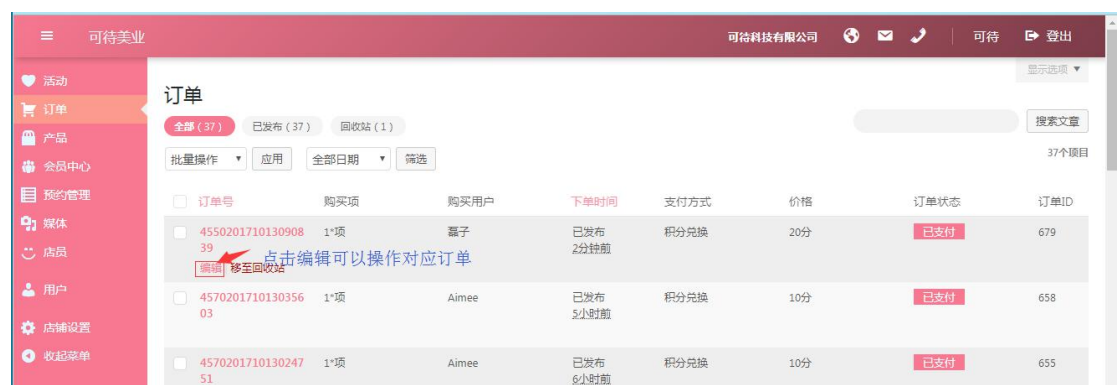 可待美业
可待科技有限公司
可待
登出
显示选项 ▼
活动
订单
产品
会员中心
预约管理
媒体
店员
用户
店铺设置
收起菜单
订单
全部 ( 37 ) 已发布 ( 37 ) 回收站 ( 1 )
搜素文章
批量操作 ▼ 应用 全部日期 ▼ 筛选
37个项目
订单号 购买项 购买用户 下单时间 支付方式 价格 订单状态 订单ID
4550201710130908 1*项 磊子 已发布 积分兑换 20分 已支付 679
39 2分钟前
编辑 移至回收站
点击编辑可以操作对应订单
4570201710130356 1*项 Aimee 已发布 积分兑换 10分 已支付 658
03 5小时前
4570201710130247 1*项 Aimee 已发布 积分兑换 10分 已支付 655
51 6小时前